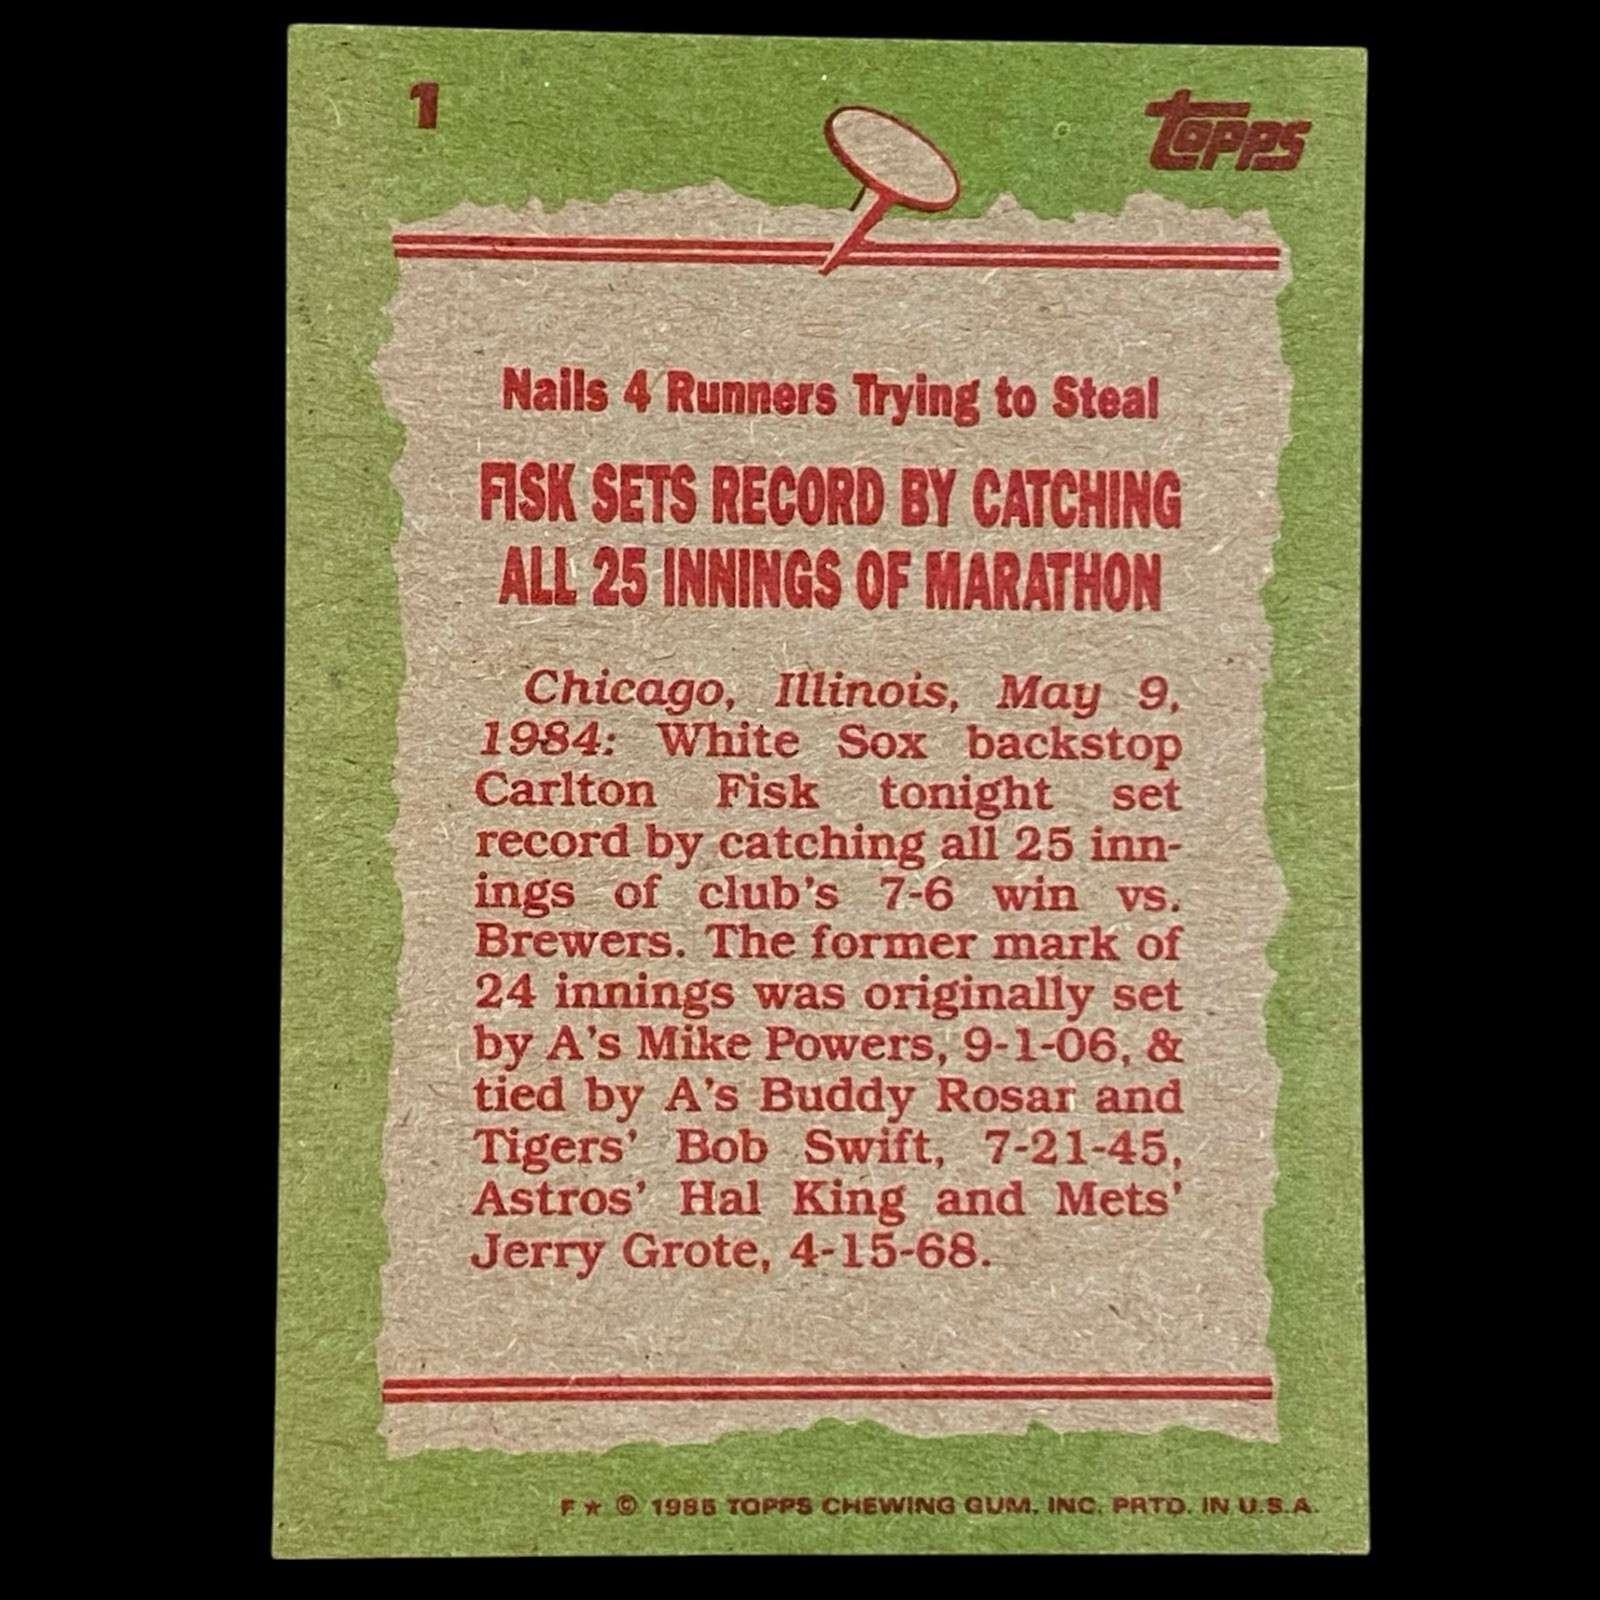 1
Topps
Nails 4 Runners Trying to Steal
FISK SETS RECORD BY CATCHING
ALL 25 INNINGS OF MARATHON
Chicago, Illinois, May 9,
1984: White Sox backstop
Carlton Fisk tonight set
record by catching all 25 inn-
ings of club's 7-6 win vs.
Brewers. The former mark of
24 innings was originally set
by A's Mike Powers, 9-1-06, &
tied by A's Buddy Rosar and
Tigers' Bob Swift, 7-21-45,
Astros' Hal King and Mets'
Jerry Grote, 4-15-68.
F ★ © 1985 TOPPS CHEWING GUM, INC. PRTD. IN U.S.A.